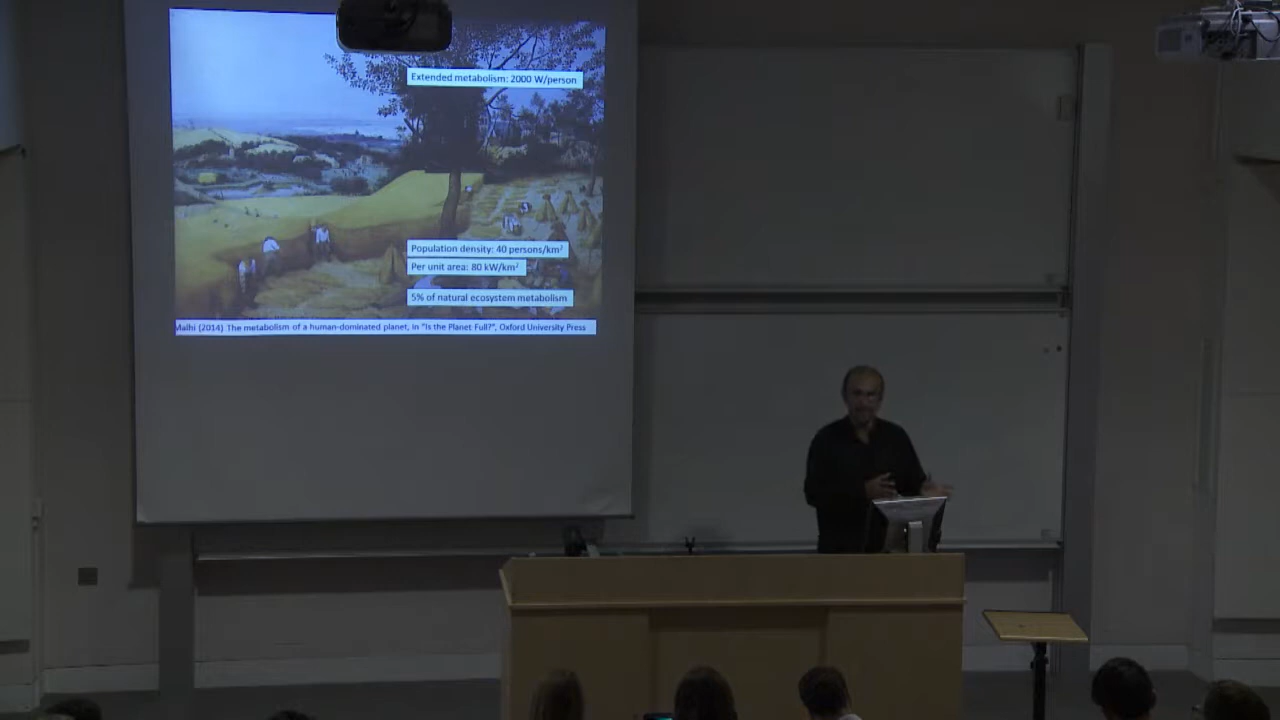 Extended metabolism: 2000 W/person
Population density: 40 persons/km²
Per unit area: 80 kW/km²
5% of natural ecosystem metabolism
Malhi (2014) The metabolism of a human-dominated planet, in "Is the Planet Full?", Oxford University Press